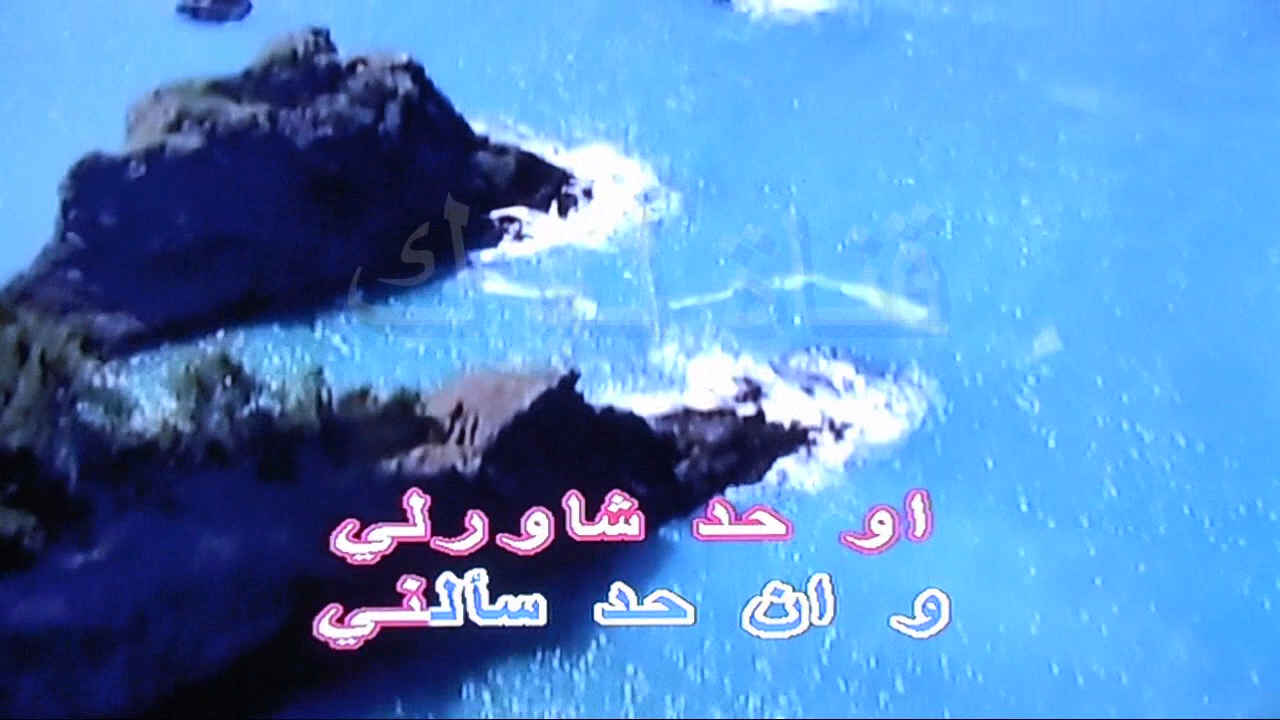 او حد شاورلي
و ان حد سألني